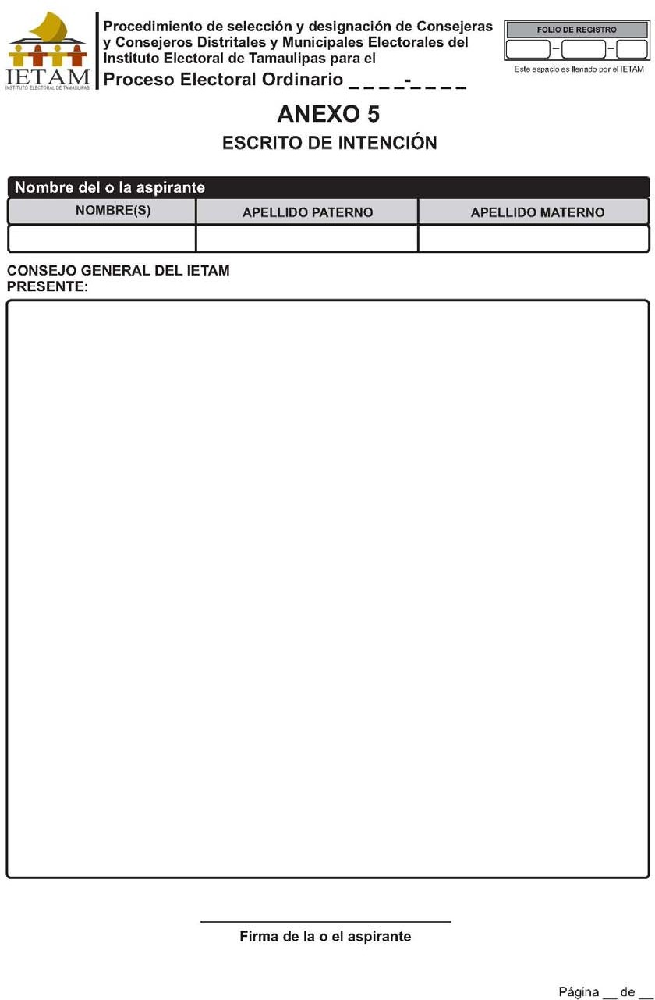 Procedimiento de selección y designación de Consejeras
y Consejeros Distritales y Municipales Electorales del
Instituto Electoral de Tamaulipas para el
Proceso Electoral Ordinario _ _ _ _-_ _ _ _
IETAM
INSTITUTO ELECTORAL DE TAMAULIPAS
FOLIO DE REGISTRO
– –
Este espacio es llenado por el IETAM
ANEXO 5
ESCRITO DE INTENCIÓN
Nombre del o la aspirante
NOMBRE(S) APELLIDO PATERNO APELLIDO MATERNO
CONSEJO GENERAL DEL IETAM
PRESENTE:
Firma de la o el aspirante
Página __ de __